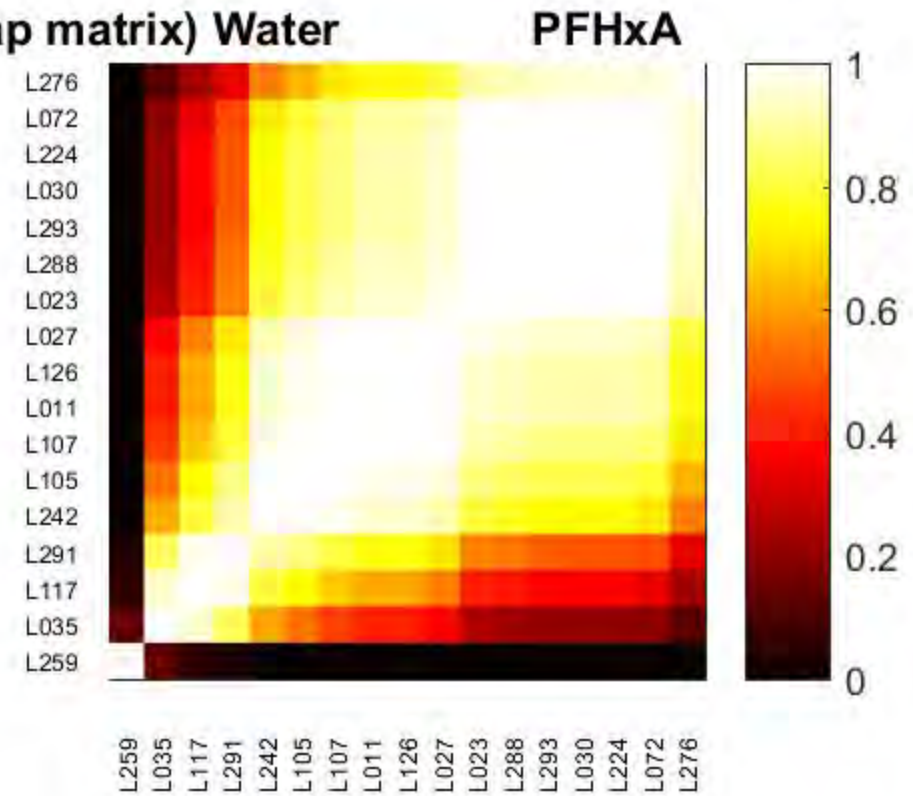 ap matrix) Water PFHxA
L276
L072
L224
L030
L293
L288
L023
L027
L126
L011
L107
L105
L242
L291
L117
L035
L259
1
0.8
0.6
0.4
0.2
0
L259 L035 L117 L291 L242 L105 L107 L011 L126 L027 L023 L288 L293 L030 L224 L072 L276